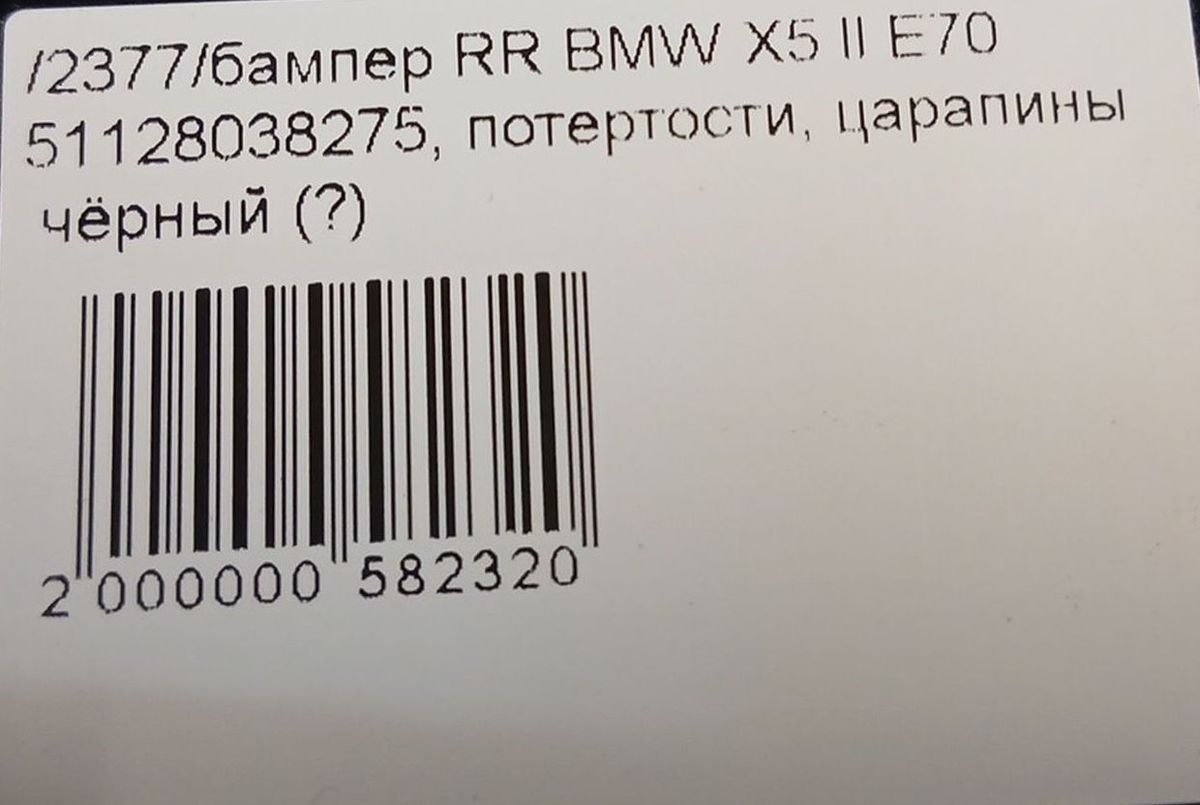 /2377/бампер RR BMW X5 II E70
51128038275, потертости, царапины
чёрный (?)
2 000000 582320